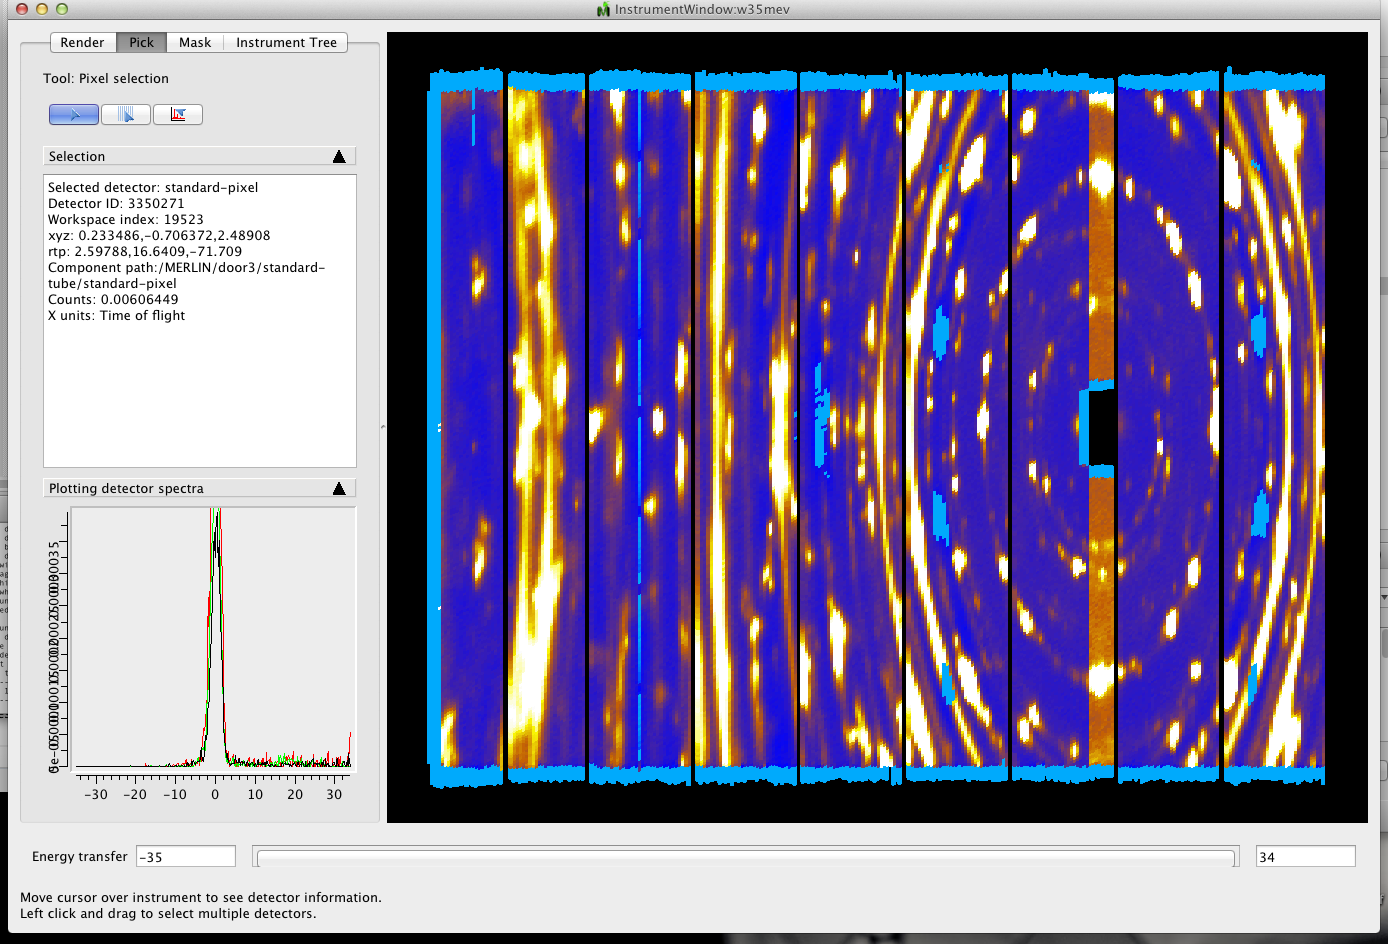 InstrumentWindow:w35mev
Render Pick Mask Instrument Tree
Tool: Pixel selection
Selection
Selected detector: standard-pixel
Detector ID: 3350271
Workspace index: 19523
xyz: 0.233486,-0.706372,2.48908
rtp: 2.59788,16.6409,-71.709
Component path:/MERLIN/door3/standard-
tube/standard-pixel
Counts: 0.00606449
X units: Time of flight
Plotting detector spectra
-30 -20 -10 0 10 20 30
Energy transfer -35 34
Move cursor over instrument to see detector information.
Left click and drag to select multiple detectors.